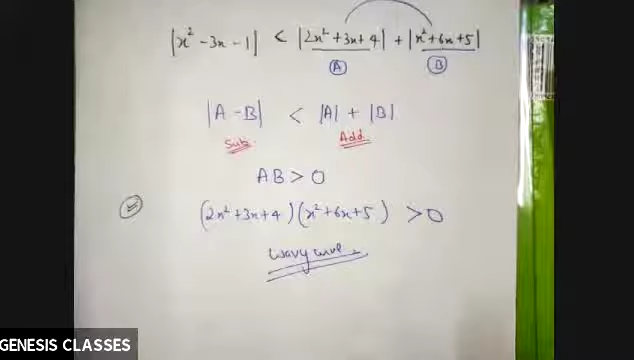 |x² - 3x - 1| < |2x² + 3x + 4| + |x² + 6x + 5|
A B
|A - B| < |A| + |B|
Sub Add
AB > 0
(2x² + 3x + 4)(x² + 6x + 5) > 0
wavy curve
GENESIS CLASSES